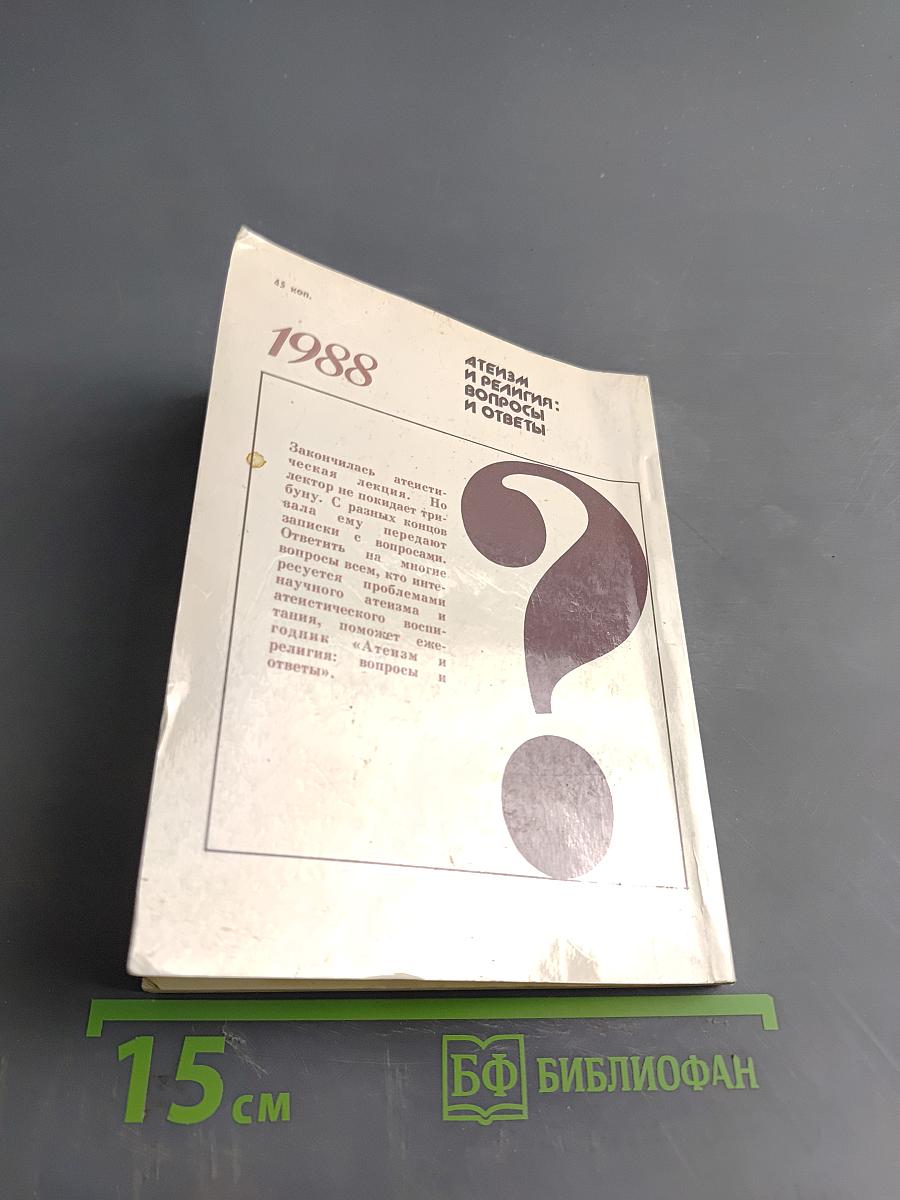 45 коп.
1988
АТЕИЗМ
И РЕЛИГИЯ:
ВОПРОСЫ
И ОТВЕТЫ
Закончилась атеисти-
ческая лекция. Но
лектор не покидает три-
буну. С разных концов
зала ему передают
записки с вопросами.
Ответить на многие
вопросы всем, кто инте-
ресуется проблемами
научного атеизма и
атеистического воспи-
тания, поможет еже-
годник «Атеизм и
религия: вопросы и
ответы».
?
15 см
БФ БИБЛИОФАН